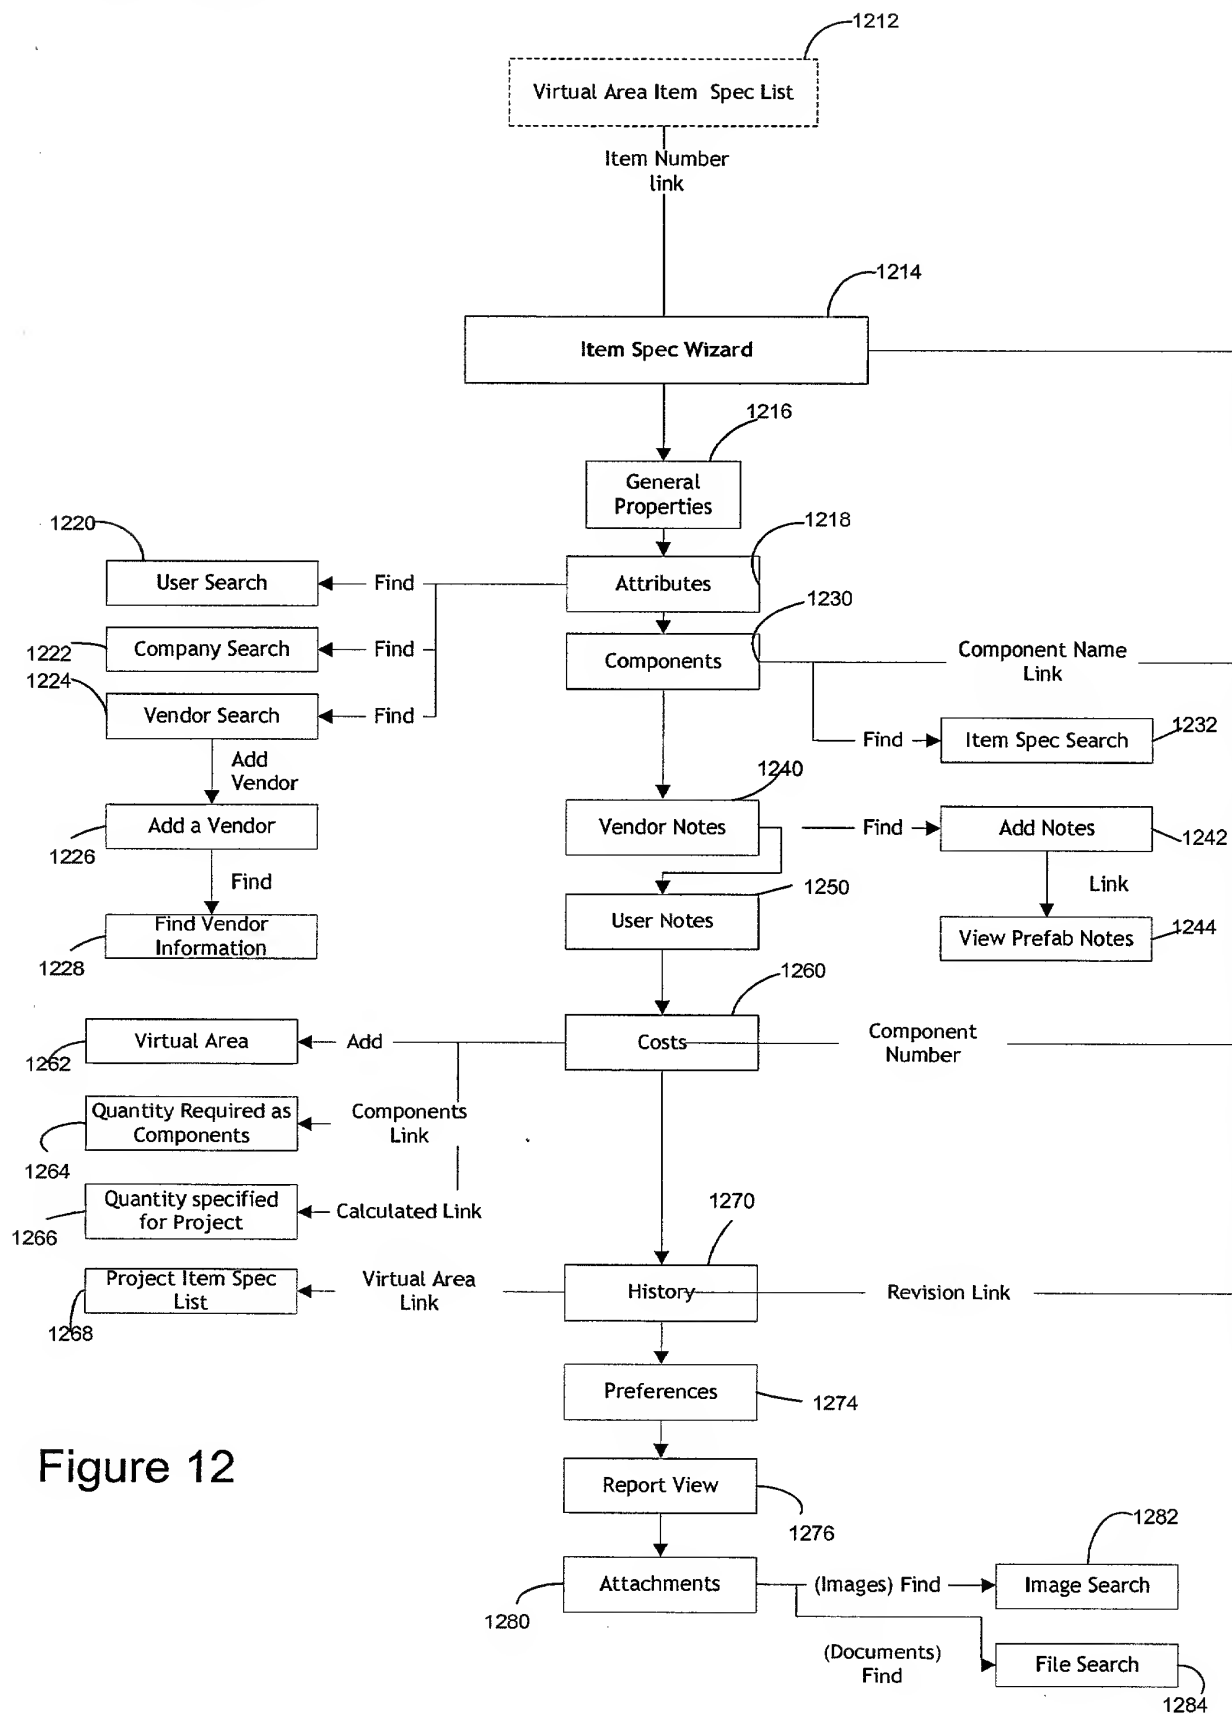 1212
Virtual Area Item Spec List
Item Number
link
1214
Item Spec Wizard
1216
General
Properties
1220
1218
User Search
Find
Attributes
1230
1222
Company Search
Find
Components
Component Name
Link
1224
Vendor Search
Find
Find
Item Spec Search
1232
Add
Vendor
1240
Add a Vendor
Vendor Notes
Find
Add Notes
1242
1226
Find
1250
Link
Find Vendor
Information
User Notes
View Prefab Notes
1244
1228
1260
Virtual Area
Add
Costs
Component
Number
1262
Quantity Required as
Components
Components
Link
1264
Quantity specified
for Project
Calculated Link
1270
1266
Project Item Spec
List
Virtual Area
Link
History
Revision Link
1268
Preferences
1274
Figure 12
Report View
1276
1282
Attachments
(Images) Find
Image Search
1280
(Documents)
Find
File Search
1284